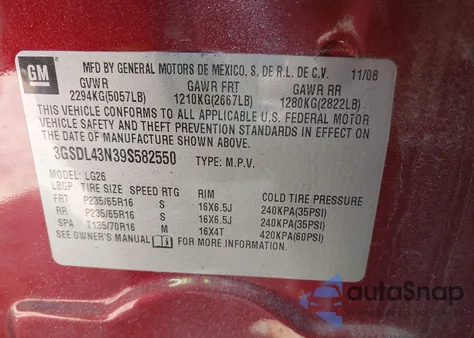 GM
MFD BY GENERAL MOTORS DE MEXICO, S. DE R.L. DE C.V. 11/08
GVWR GAWR FRT GAWR RR
2294KG(5057LB) 1210KG(2667LB) 1280KG(2822LB)
THIS VEHICLE CONFORMS TO ALL APPLICABLE U.S. FEDERAL MOTOR
VEHICLE SAFETY AND THEFT PREVENTION STANDARDS IN EFFECT ON
THE DATE OF MANUFACTURE SHOWN ABOVE.
3GSDL43N39S582550 TYPE: M.P.V.
MODEL: LG26
LBGP TIRE SIZE SPEED RTG RIM COLD TIRE PRESSURE
FRT P235/65R16 S 16X6.5J 240KPA(35PSI)
RR P235/65R16 S 16X6.5J 240KPA(35PSI)
SPA T135/70R16 M 16X4T 420KPA(60PSI)
SEE OWNER'S MANUAL FOR MORE INFORMATION.
autoSnap